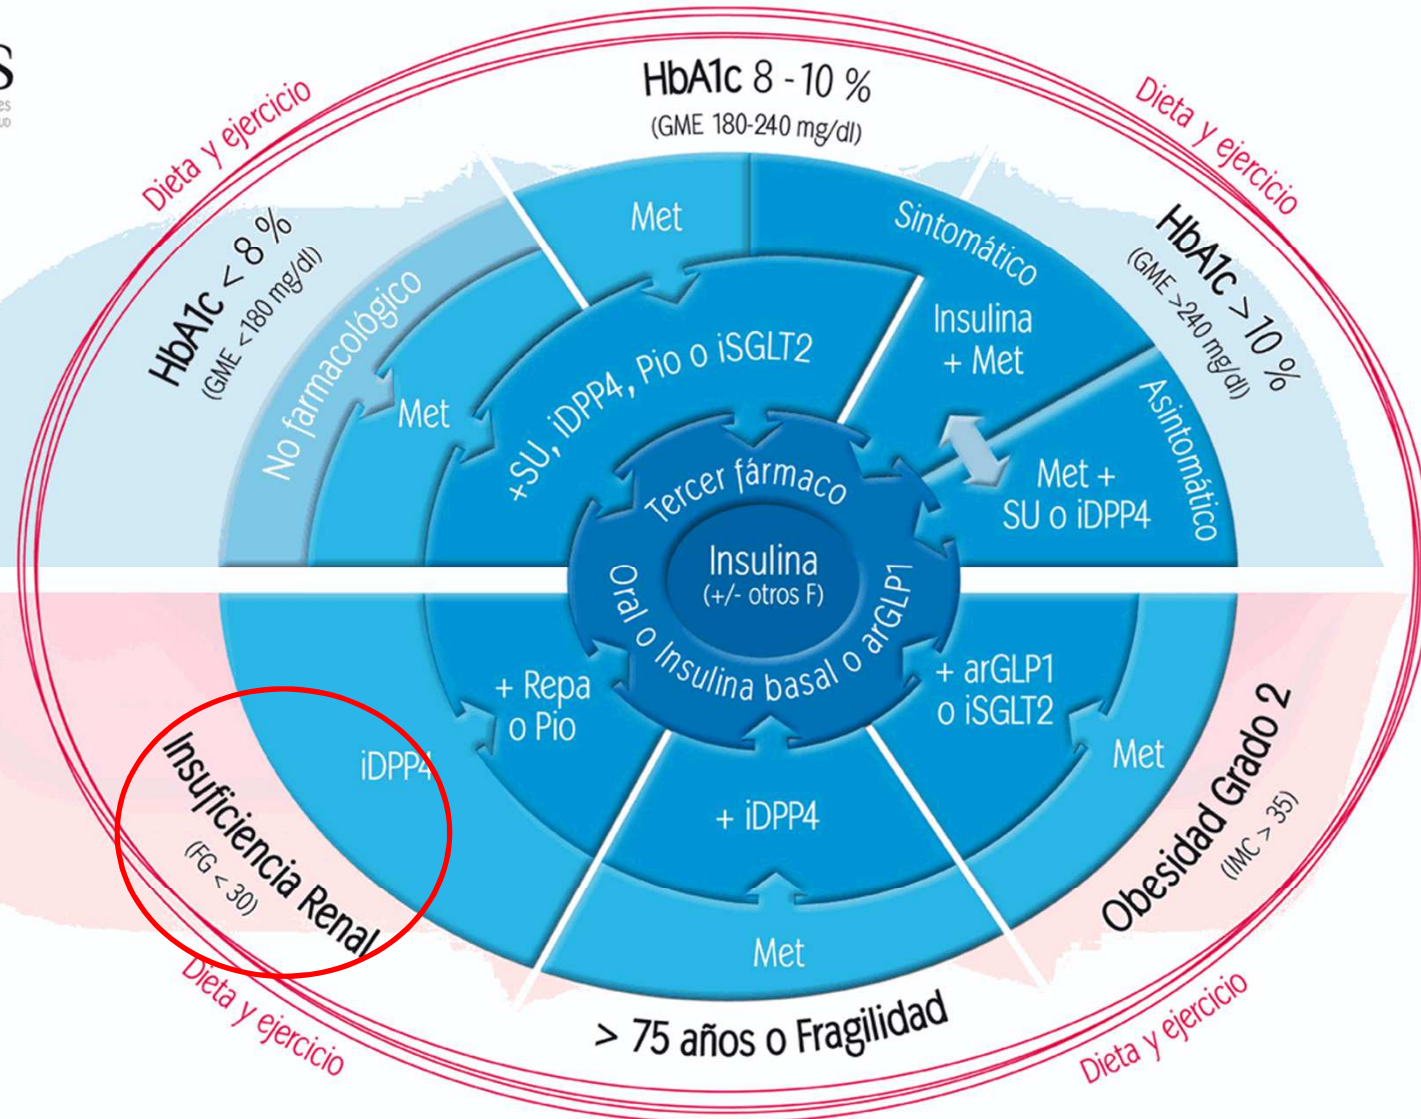 S
es
UD
HbA1c 8 - 10 %
(GME 180-240 mg/dl)
Dieta y ejercicio
Dieta y ejercicio
HbA1c < 8 %
(GME <180 mg/dl)
HbA1c > 10 %
(GME >240 mg/dl)
No farmacológico
Met
Met
+SU, iDPP4, Pio o iSGLT2
Sintomático
Insulina
+ Met
Asintomático
Met +
SU o iDPP4
Tercer fármaco
Oral o Insulina basal o arGLP1
Insulina
(+/- otros F)
Insuficiencia Renal
(FG < 30)
iDPP4
+ Repa
o Pio
> 75 años o Fragilidad
Met
+ iDPP4
Obesidad Grado 2
(IMC > 35)
Met
+ arGLP1
o iSGLT2
Dieta y ejercicio
Dieta y ejercicio